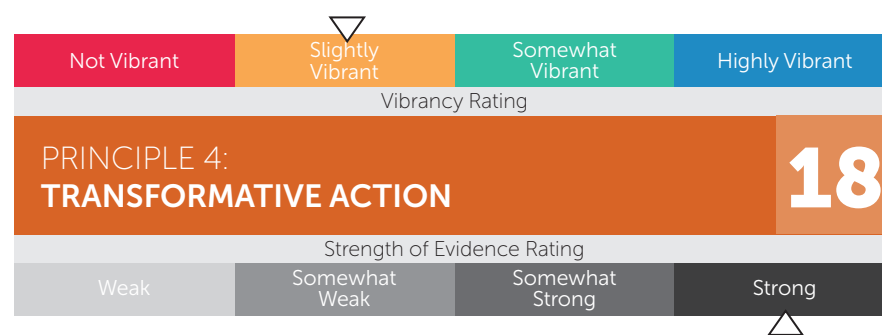 Not Vibrant
Slightly
Vibrant
Somewhat
Vibrant
Highly Vibrant
Vibrancy Rating
PRINCIPLE 4:
TRANSFORMATIVE ACTION
18
Strength of Evidence Rating
Weak
Somewhat
Weak
Somewhat
Strong
Strong